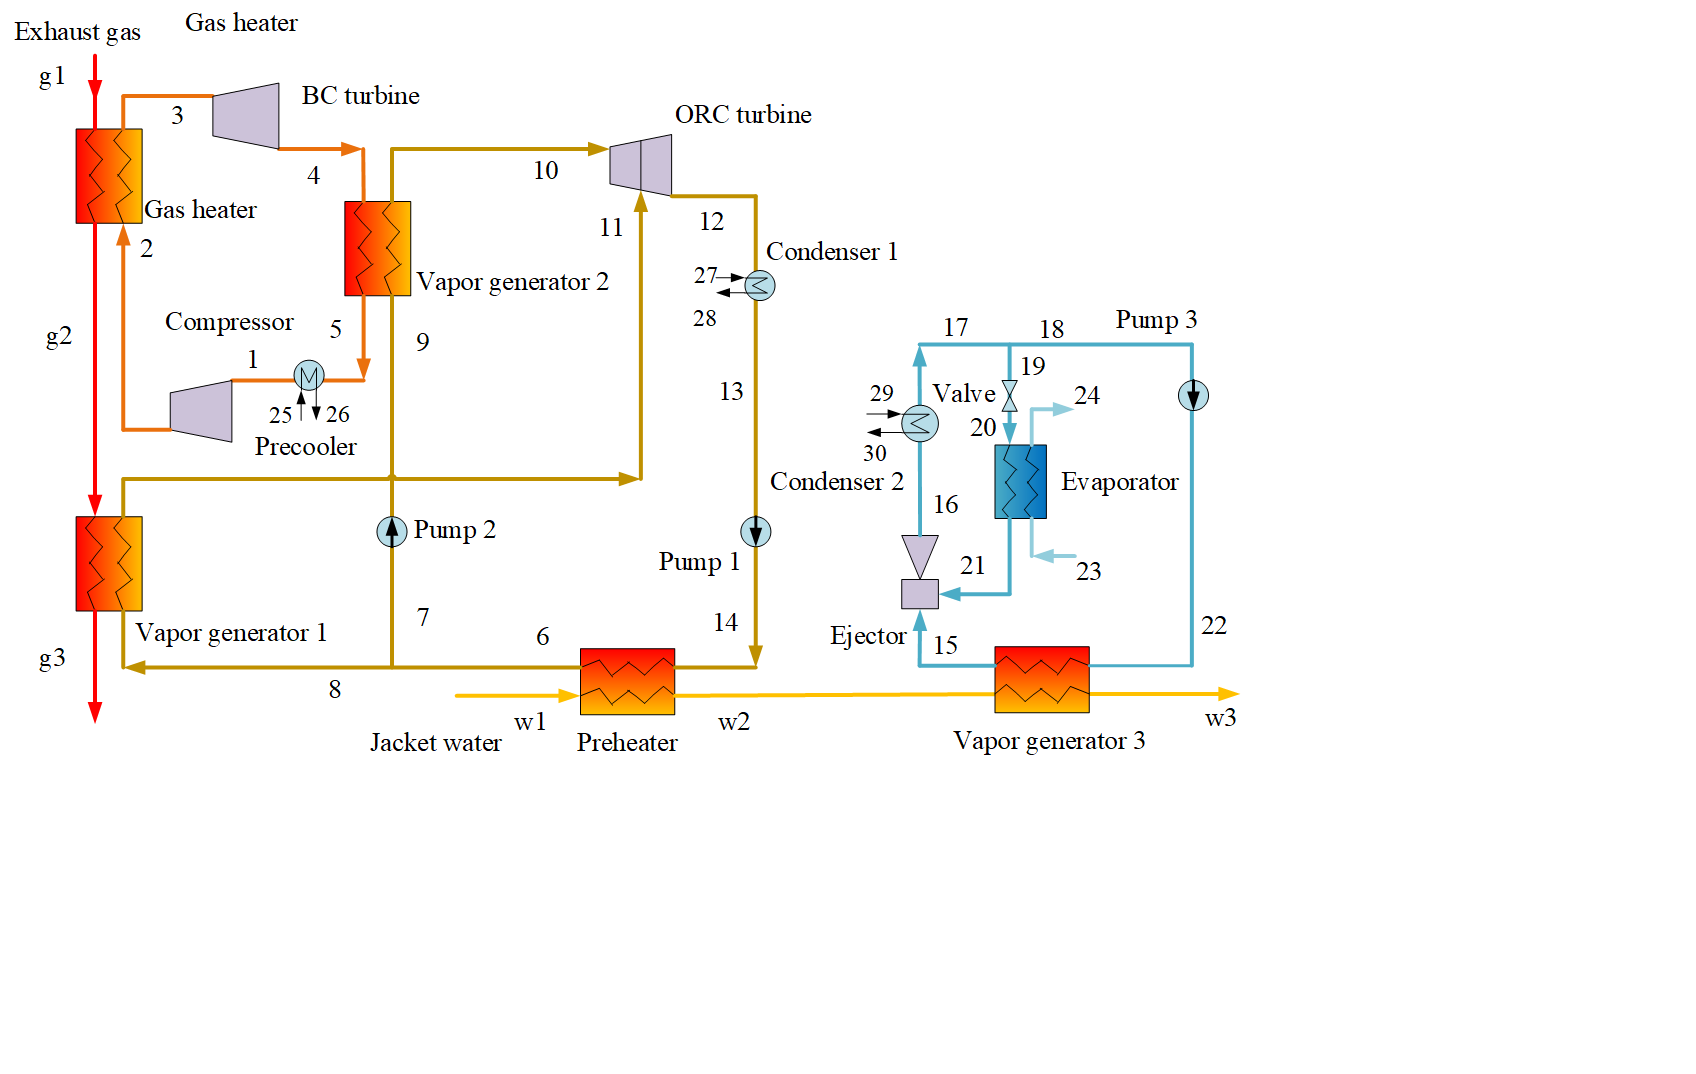 Gas heater
Exhaust gas
g1
BC turbine
3
ORC turbine
4
10
Gas heater
11
12
2
Condenser 1
27
Vapor generator 2
28
Compressor
5
g2
9
1
17
18
Pump 3
19
13
29
Valve
24
25
26
20
Precooler
30
Condenser 2
Evaporator
16
Pump 2
Pump 1
21
23
7
14
22
Vapor generator 1
6
Ejector
15
g3
8
w1
w2
w3
Jacket water
Preheater
Vapor generator 3